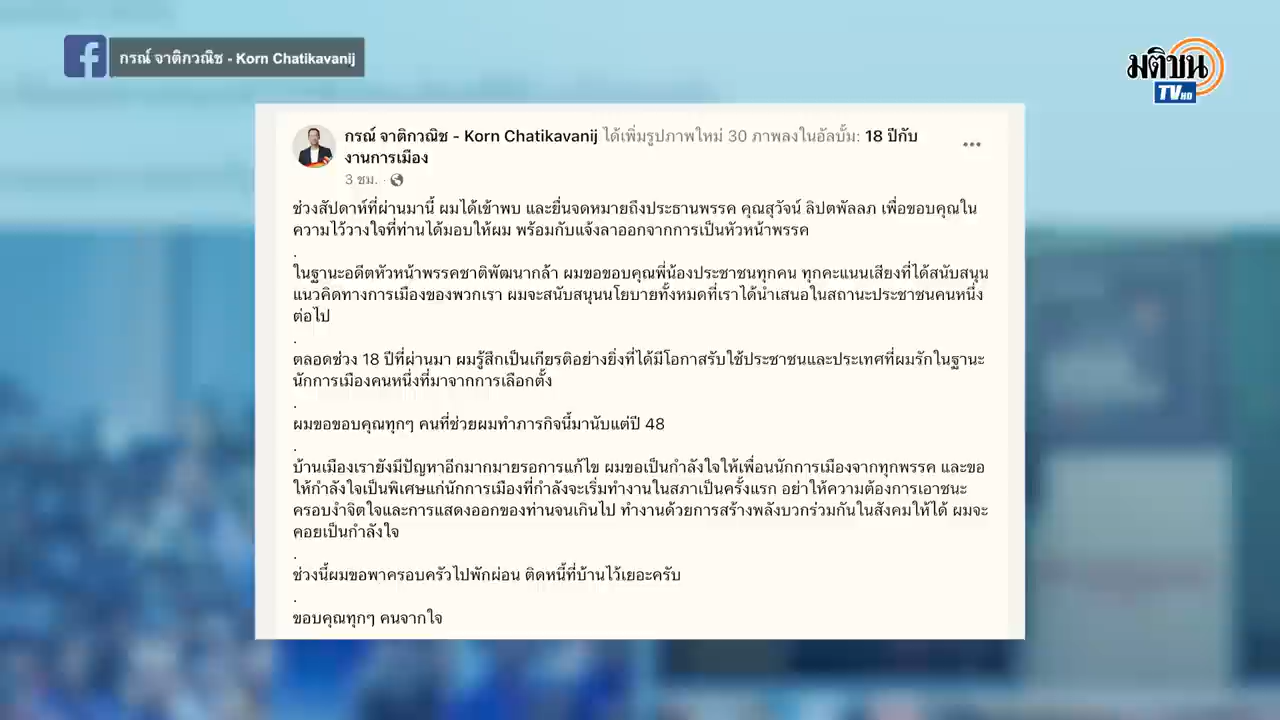 กรณ์ จาติกวณิช - Korn Chatikavanij
มติชน
TV HD
กรณ์ จาติกวณิช - Korn Chatikavanij ได้เพิ่มรูปภาพใหม่ 30 ภาพลงในอัลบั้ม: 18 ปีกับ
งานการเมือง
3 ชม. ·
ช่วงสัปดาห์ที่ผ่านมานี้ ผมได้เข้าพบ และยื่นจดหมายถึงประธานพรรค คุณสุวัจน์ ลิปตพัลลภ เพื่อขอบคุณใน
ความไว้วางใจที่ท่านได้มอบให้ผม พร้อมกับแจ้งลาออกจากการเป็นหัวหน้าพรรค
.
ในฐานะอดีตหัวหน้าพรรคชาติพัฒนากล้า ผมขอขอบคุณพี่น้องประชาชนทุกคน ทุกคะแนนเสียงที่ได้สนับสนุน
แนวคิดทางการเมืองของพวกเรา ผมจะสนับสนุนนโยบายทั้งหมดที่เราได้นำเสนอในสถานะประชาชนคนหนึ่ง
ต่อไป
.
ตลอดช่วง 18 ปีที่ผ่านมา ผมรู้สึกเป็นเกียรติอย่างยิ่งที่ได้มีโอกาสรับใช้ประชาชนและประเทศที่ผมรักในฐานะ
นักการเมืองคนหนึ่งที่มาจากการเลือกตั้ง
.
ผมขอขอบคุณทุกๆ คนที่ช่วยผมทำภารกิจนี้มานับแต่ปี 48
.
บ้านเมืองเรายังมีปัญหาอีกมากมายรอการแก้ไข ผมขอเป็นกำลังใจให้เพื่อนนักการเมืองจากทุกพรรค และขอ
ให้กำลังใจเป็นพิเศษแก่นักการเมืองที่กำลังจะเริ่มทำงานในสภาเป็นครั้งแรก อย่าให้ความต้องการเอาชนะ
ครอบงำจิตใจและการแสดงออกของท่านจนเกินไป ทำงานด้วยการสร้างพลังบวกร่วมกันในสังคมให้ได้ ผมจะ
คอยเป็นกำลังใจ
.
ช่วงนี้ผมขอพาครอบครัวไปพักผ่อน ติดหนี้ที่บ้านไว้เยอะครับ
.
ขอบคุณทุกๆ คนจากใจ